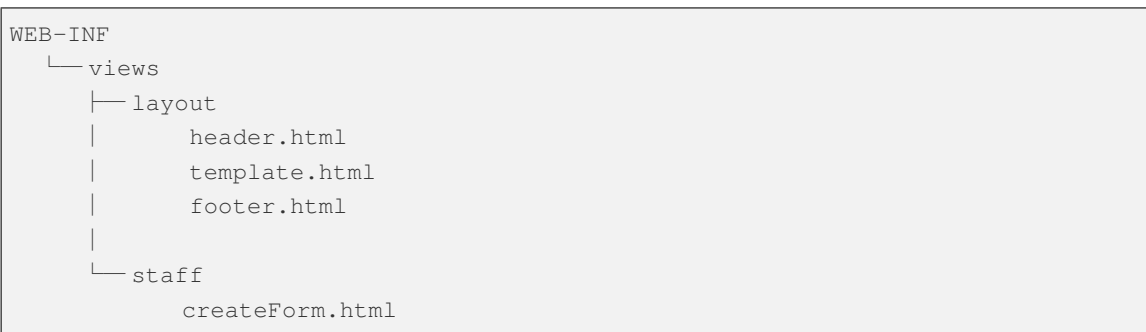 WEB-INF
└── views
├── layout
│ header.html
│ template.html
│ footer.html
│
└── staff
createForm.html